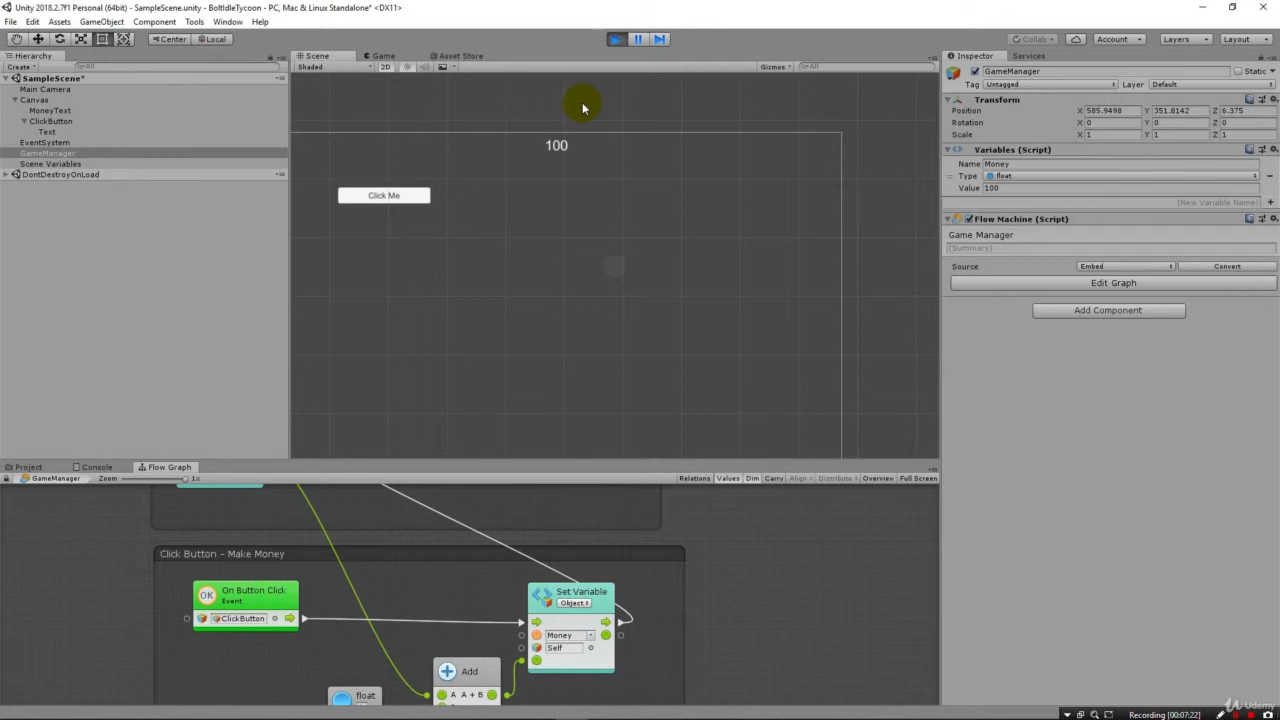 Unity 2018.2.7f1 Personal (64bit) - SampleScene.unity - BoltIdleTycoon - PC, Mac & Linux Standalone* <DX11>
File Edit Assets GameObject Component Tools Window Help
Center Local Collab Account Layers Layout
Hierarchy Scene Game Asset Store Inspector Services
Create All Shaded 2D Gizmos All GameManager Static
SampleScene* Tag Untagged Layer Default
Main Camera
Canvas Transform
MoneyText Position X 585.9498 Y 351.8142 Z 6.375
ClickButton Rotation X 0 Y 0 Z 0
Text Scale X 1 Y 1 Z 1
EventSystem
GameManager 100 Variables (Script)
Scene Variables Name Money
DontDestroyOnLoad Type float
Value 100
Click Me (New Variable Name)
Flow Machine (Script)
Game Manager
(Summary)
Source Embed Convert
Edit Graph
Add Component
Project Console Flow Graph
GameManager Zoom 1x Relations Values Dim Carry Align Distribute Overview Full Screen
Click Button - Make Money
OK On Button Click
Event
ClickButton
Set Variable
Object
Money
Self
Add
A A + B
float
Udemy
Recording [00:07:22]